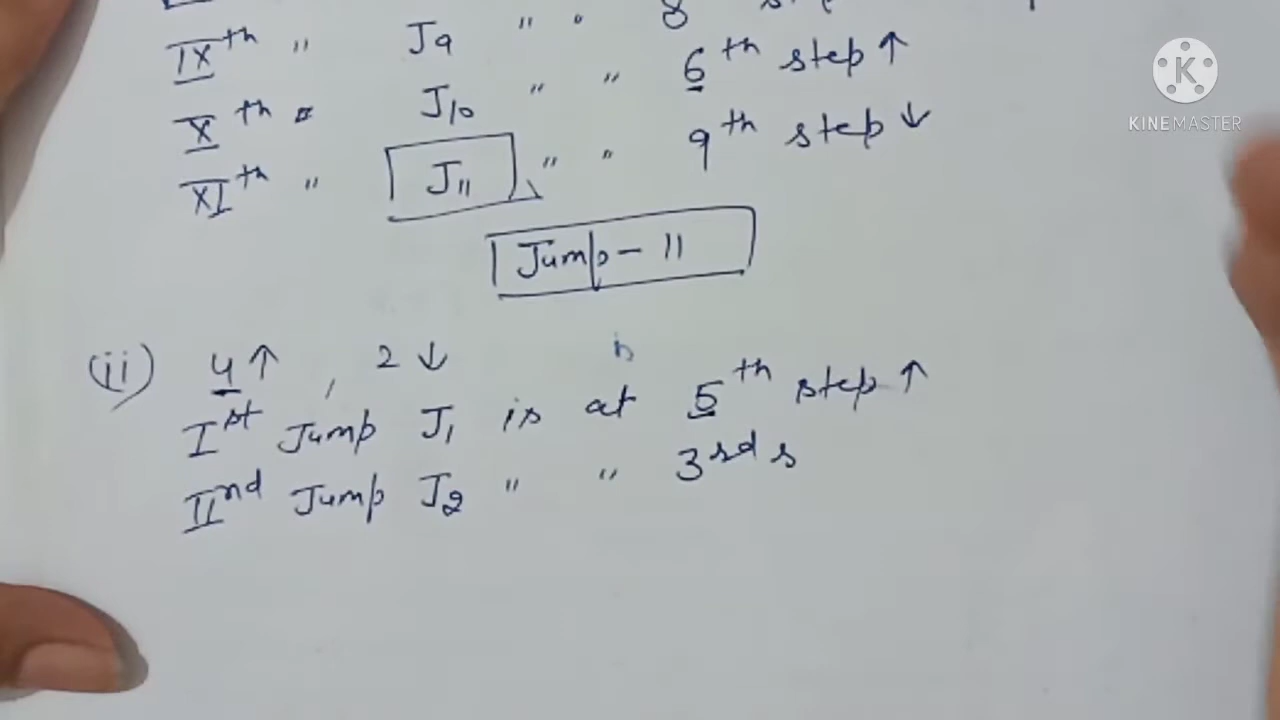 IXth " J9 " " 8
Xth " J10 " " 6th step ↑
XIth " J11 " " 9th step ↓
Jump - 11
(ii) 4 ↑ , 2 ↓
Ist Jump J1 is at 5th step ↑
IInd Jump J2 " " 3rd s
KINEMASTER